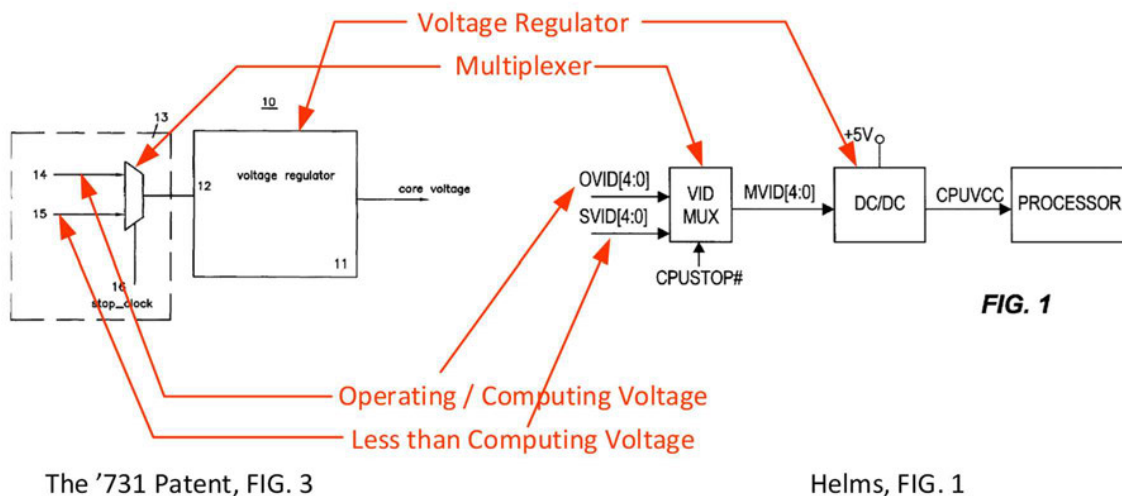 Voltage Regulator
Multiplexer
10
13
14
15
12
voltage regulator
core voltage
11
16
stop_clock
+5V
OVID[4:0]
SVID[4:0]
VID
MUX
MVID[4:0]
DC/DC
CPUVCC
PROCESSOR
CPUSTOP#
FIG. 1
Operating / Computing Voltage
Less than Computing Voltage
The ’731 Patent, FIG. 3
Helms, FIG. 1